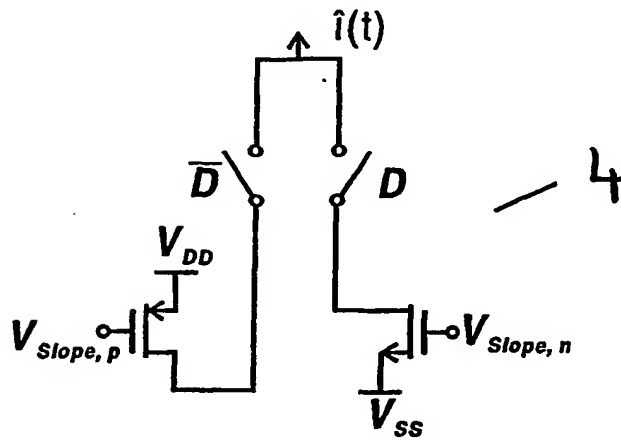 î(t)
D̅ D
4
V_DD
V_Slope, p
V_Slope, n
V_SS